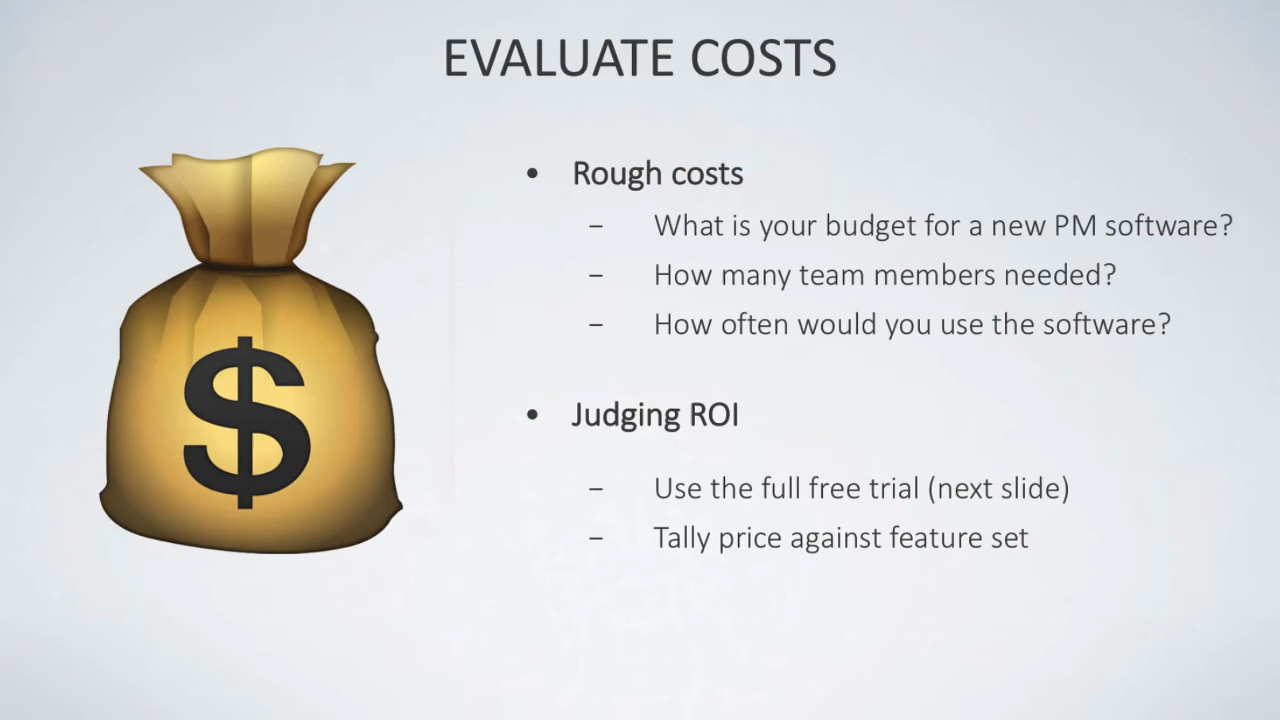 EVALUATE COSTS
• Rough costs
– What is your budget for a new PM software?
– How many team members needed?
– How often would you use the software?
• Judging ROI
– Use the full free trial (next slide)
– Tally price against feature set
$